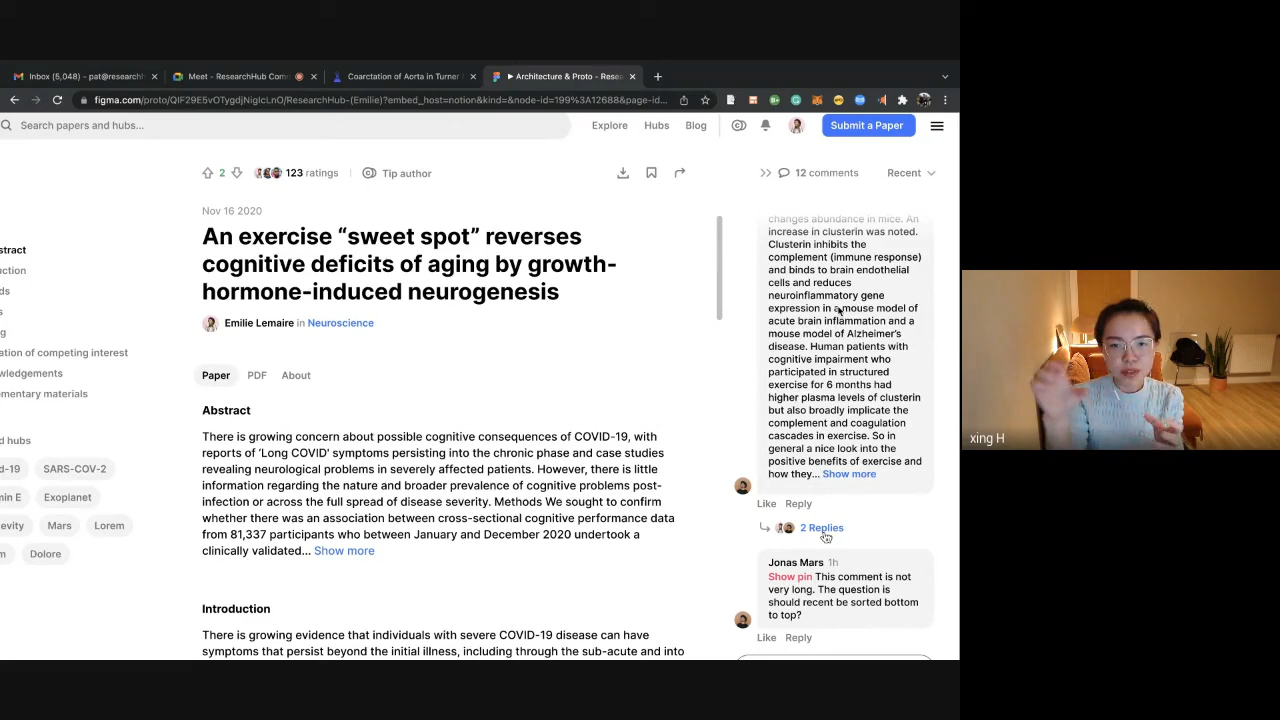 Inbox (5,048) – pat@research
Meet - ResearchHub Com
Coarctation of Aorta in Turner
Architecture & Proto - Rese
figma.com/proto/QIF29E5vOTygdjNigIcLnO/ResearchHub-(Emilie)?embed_host=notion&kind=&node-id=199%3A12688&page-id...
Search papers and hubs...
Explore
Hubs
Blog
Submit a Paper
2
123 ratings
Tip author
12 comments
Recent
Nov 16 2020
An exercise “sweet spot” reverses
cognitive deficits of aging by growth-
hormone-induced neurogenesis
Emilie Lemaire in Neuroscience
Paper
PDF
About
Abstract
There is growing concern about possible cognitive consequences of COVID-19, with
reports of ‘Long COVID’ symptoms persisting into the chronic phase and case studies
revealing neurological problems in severely affected patients. However, there is little
information regarding the nature and broader prevalence of cognitive problems post-
infection or across the full spread of disease severity. Methods We sought to confirm
whether there was an association between cross-sectional cognitive performance data
from 81,337 participants who between January and December 2020 undertook a
clinically validated... Show more
Introduction
There is growing evidence that individuals with severe COVID-19 disease can have
symptoms that persist beyond the initial illness, including through the sub-acute and into
stract
ction
ds
s
g
ation of competing interest
wledgements
mentary materials
d hubs
d-19
SARS-COV-2
min E
Exoplanet
evity
Mars
Lorem
m
Dolore
changes abundance in mice. An
increase in clusterin was noted.
Clusterin inhibits the
complement (immune response)
and binds to brain endothelial
cells and reduces
neuroinflammatory gene
expression in a mouse model of
acute brain inflammation and a
mouse model of Alzheimer’s
disease. Human patients with
cognitive impairment who
participated in structured
exercise for 6 months had
higher plasma levels of clusterin
but also broadly implicate the
complement and coagulation
cascades in exercise. So in
general a nice look into the
positive benefits of exercise and
how they... Show more
Like Reply
2 Replies
Jonas Mars 1h
Show pin This comment is not
very long. The question is
should recent be sorted bottom
to top?
Like Reply
xing H